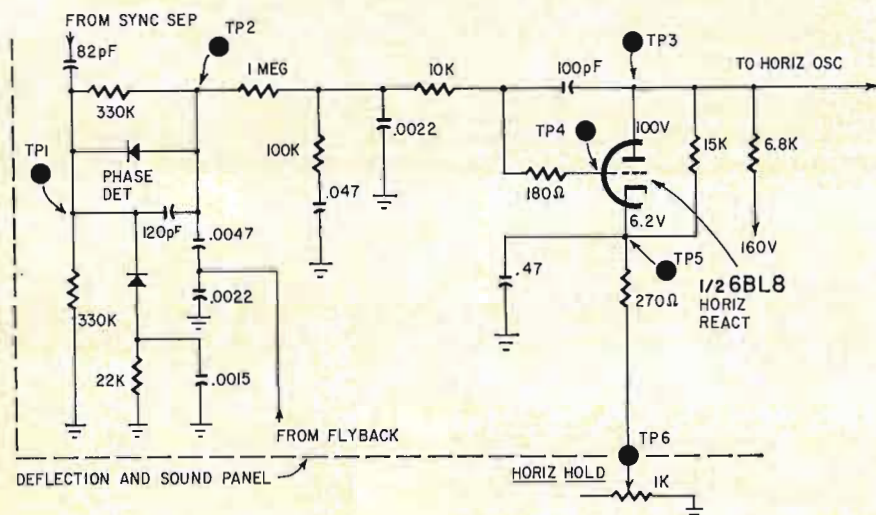 FROM SYNC SEP
82pF
TP2
TP3
330K
1 MEG
10K
100pF
TO HORIZ OSC
TP1
PHASE
DET
120pF
100K
.0022
.047
TP4
100V
180Ω
6.2V
15K
6.8K
160V
.0047
.0022
330K
22K
.0015
.47
TP5
270Ω
1/2 6BL8
HORIZ
REACT
FROM FLYBACK
TP6
DEFLECTION AND SOUND PANEL
HORIZ HOLD
1K